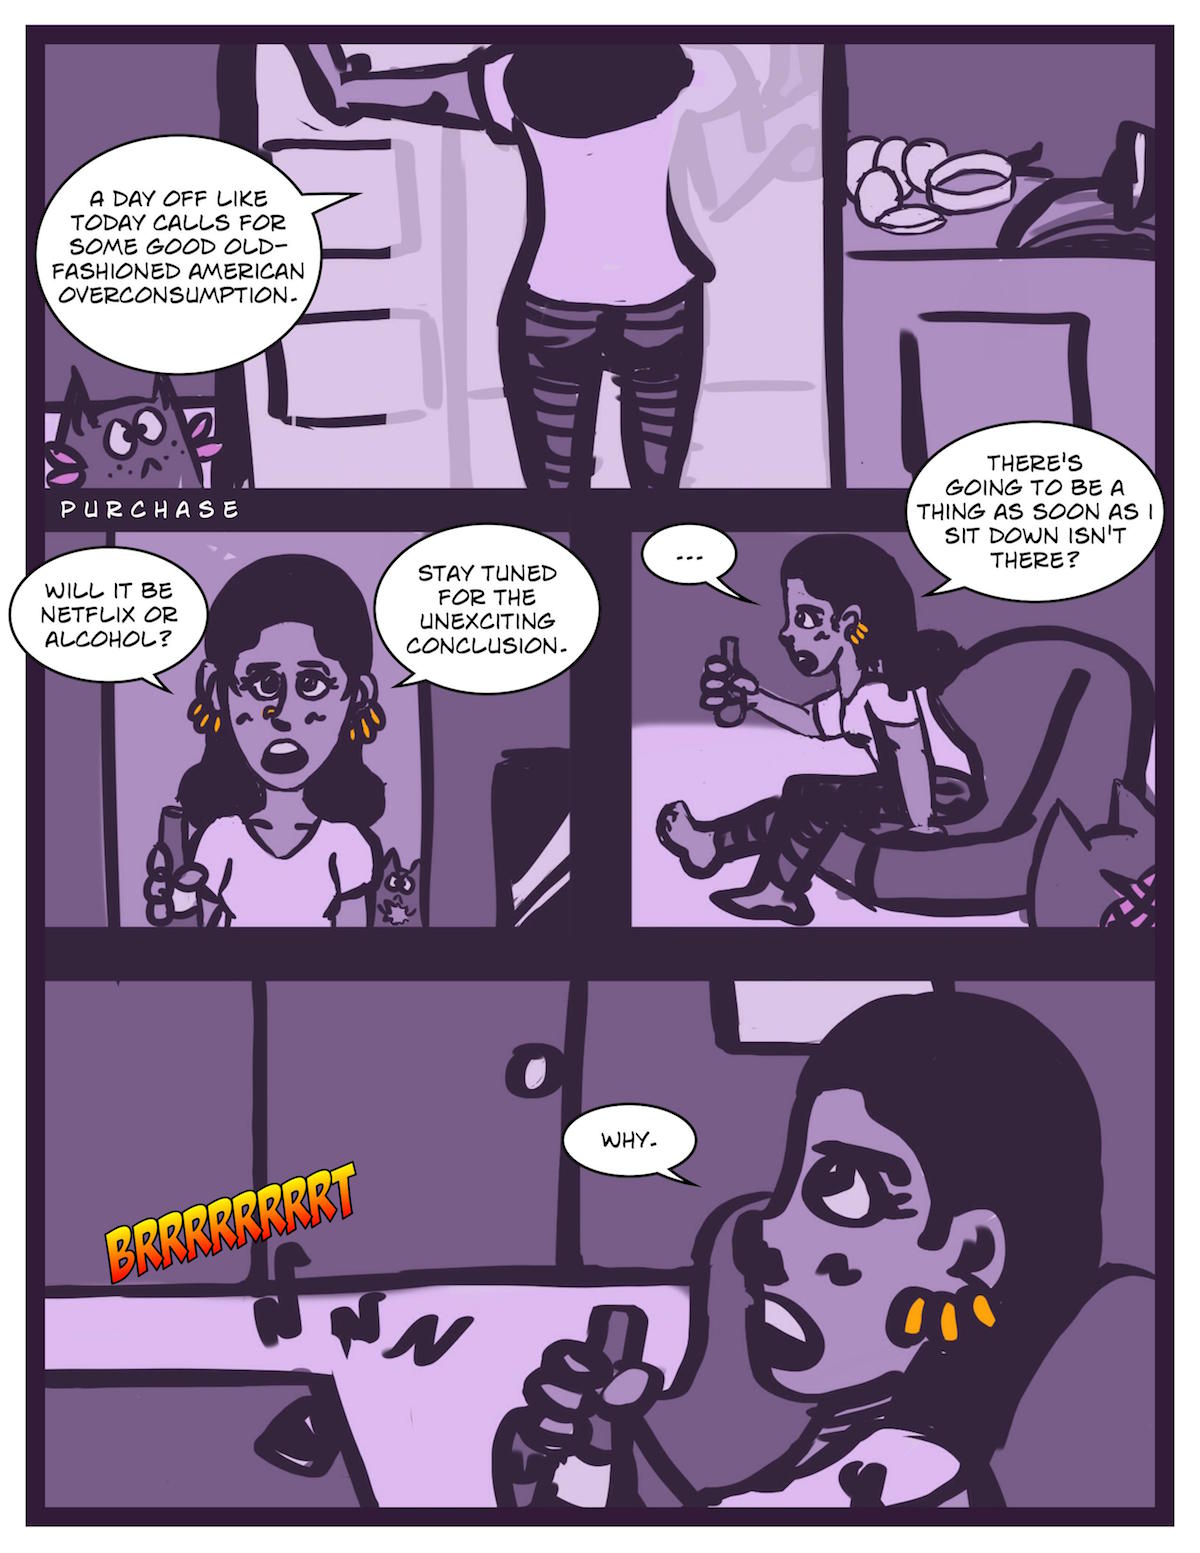 A DAY OFF LIKE
TODAY CALLS FOR
SOME GOOD OLD-
FASHIONED AMERICAN
OVERCONSUMPTION.
PURCHASE
WILL IT BE
NETFLIX OR
ALCOHOL?
STAY TUNED
FOR THE
UNEXCITING
CONCLUSION.
...
THERE'S
GOING TO BE A
THING AS SOON AS I
SIT DOWN ISN'T
THERE?
WHY.
BRRRRRRRRT